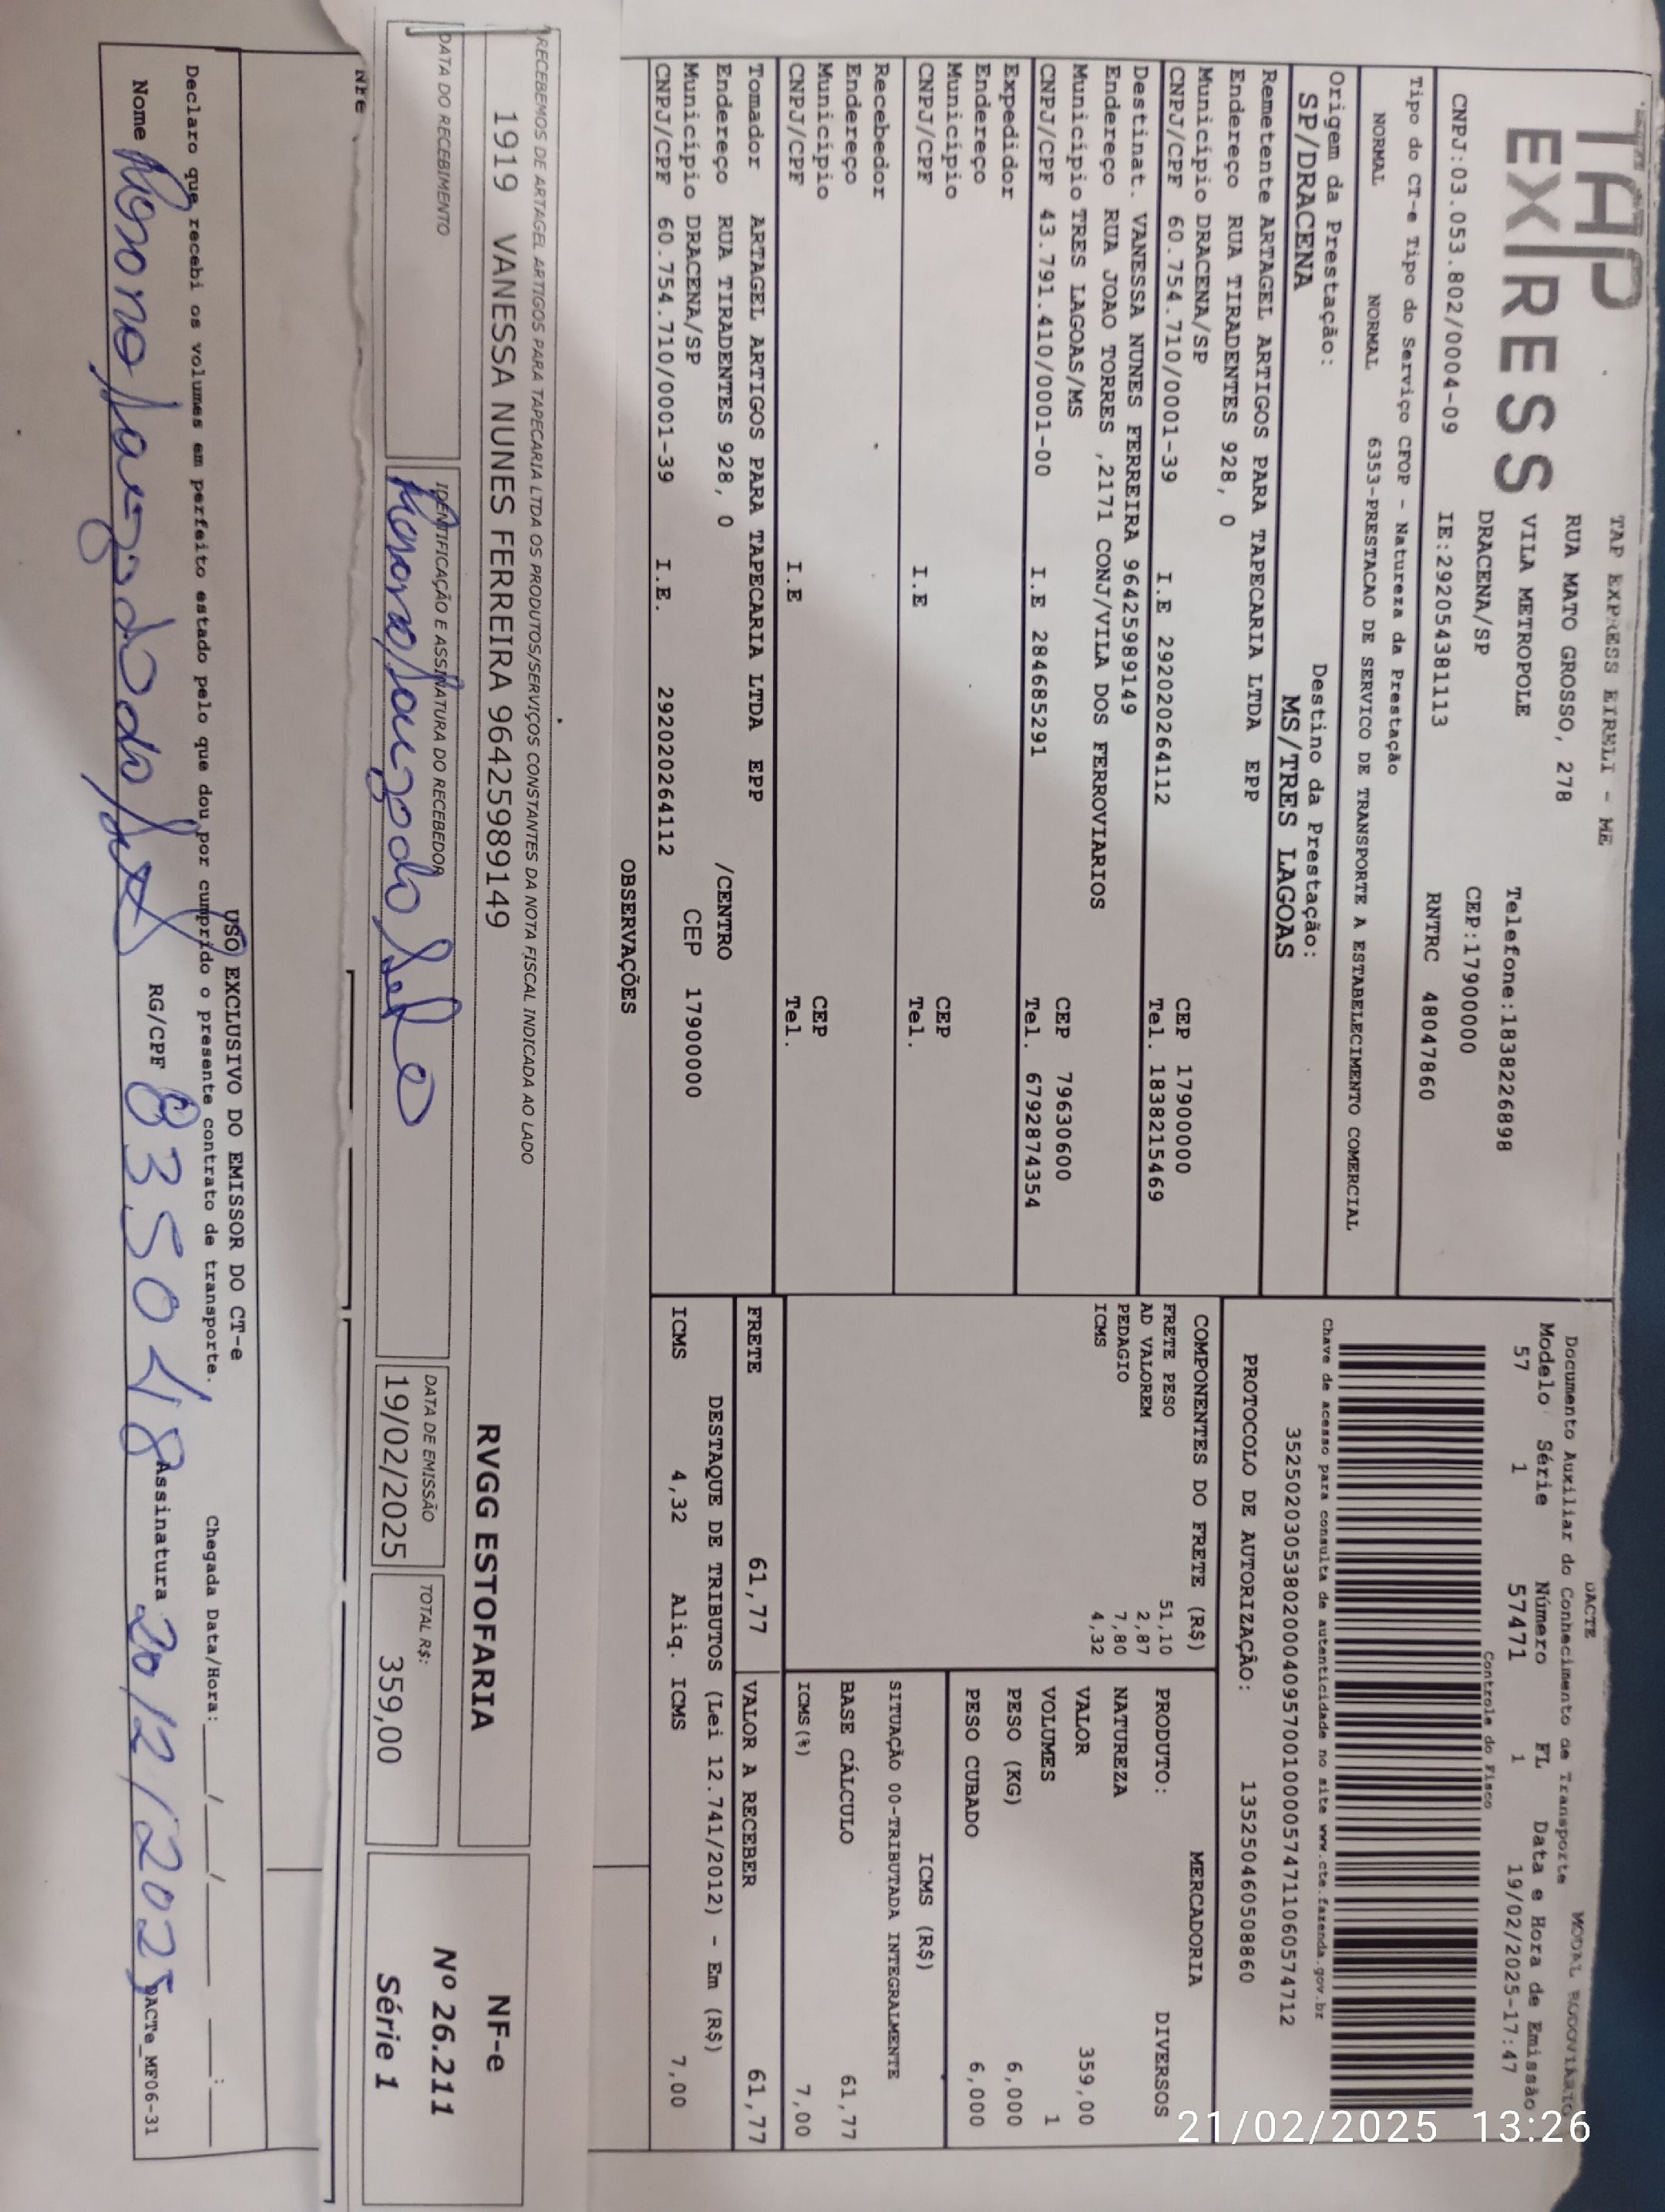 DACTE
MODAL RODOVIÁRIO
TAP
EXPRESS
TAP EXPRESS EIRELI - ME
RUA MATO GROSSO, 278
VILA METROPOLE
DRACENA/SP
Telefone:1838226898
CEP:17900000
CNPJ:03.053.802/0004-09
IE:292054381113
RNTRC 48047860
Documento Auxiliar do Conhecimento de Transporte
Modelo Série Número FL Data e Hora de Emissão
57 1 57471 1 19/02/2025-17:47
Controle do Fisco
Tipo do CT-e Tipo do Serviço CFOP - Natureza da Prestação
NORMAL NORMAL 6353-PRESTACAO DE SERVICO DE TRANSPORTE A ESTABELECIMENTO COMERCIAL
Chave de acesso para consulta de autenticidade no site www.cte.fazenda.gov.br
35250203053802000409570010000574711060574712
PROTOCOLO DE AUTORIZAÇÃO: 135250460508860
Origem da Prestação: Destino da Prestação:
SP/DRACENA MS/TRES LAGOAS
Remetente ARTAGEL ARTIGOS PARA TAPECARIA LTDA EPP
Endereço RUA TIRADENTES 928, 0
Município DRACENA/SP CEP 17900000
CNPJ/CPF 60.754.710/0001-39 I.E 292020264112 Tel. 1838215469
Destinat. VANESSA NUNES FERREIRA 96425989149
Endereço RUA JOAO TORRES ,2171 CONJ/VILA DOS FERROVIARIOS
Município TRES LAGOAS/MS CEP 79630600
CNPJ/CPF 43.791.410/0001-00 I.E 284685291 Tel. 6792874354
Expedidor
Endereço
Município CEP
CNPJ/CPF I.E Tel.
Recebedor
Endereço
Município CEP
CNPJ/CPF I.E Tel.
Tomador ARTAGEL ARTIGOS PARA TAPECARIA LTDA EPP
Endereço RUA TIRADENTES 928, 0 /CENTRO
Município DRACENA/SP CEP 17900000
CNPJ/CPF 60.754.710/0001-39 I.E. 292020264112
COMPONENTES DO FRETE (R$)
FRETE PESO 51,10
AD VALOREM 2,87
PEDAGIO 7,80
ICMS 4,32
MERCADORIA
PRODUTO: DIVERSOS
NATUREZA
VALOR 359,00
VOLUMES 1
PESO (KG) 6,000
PESO CUBADO 6,000
ICMS (R$)
SITUAÇÃO 00-TRIBUTADA INTEGRALMENTE
BASE CÁLCULO 61,77
ICMS(%) 7,00
FRETE 61,77 VALOR A RECEBER 61,77
DESTAQUE DE TRIBUTOS (Lei 12.741/2012) - Em (R$)
ICMS 4,32 Aliq. ICMS 7,00
OBSERVAÇÕES
RECEBEMOS DE ARTAGEL ARTIGOS PARA TAPECARIA LTDA OS PRODUTOS/SERVIÇOS CONSTANTES DA NOTA FISCAL INDICADA AO LADO
1919 VANESSA NUNES FERREIRA 96425989149 RVGG ESTOFARIA
DATA DO RECEBIMENTO
IDENTIFICAÇÃO E ASSINATURA DO RECEBEDOR
DATA DE EMISSÃO
19/02/2025
TOTAL R$:
359,00
NF-e
Nº 26.211
Série 1
USO EXCLUSIVO DO EMISSOR DO CT-e
Declaro que recebi os volumes em perfeito estado pelo que dou por cumprido o presente contrato de transporte.
Chegada Data/Hora:___/___/_____ ___:___
Nome RG/CPF 8350418 Assinatura 20/2/2025 DACTe_MF06-31
21/02/2025 13:26